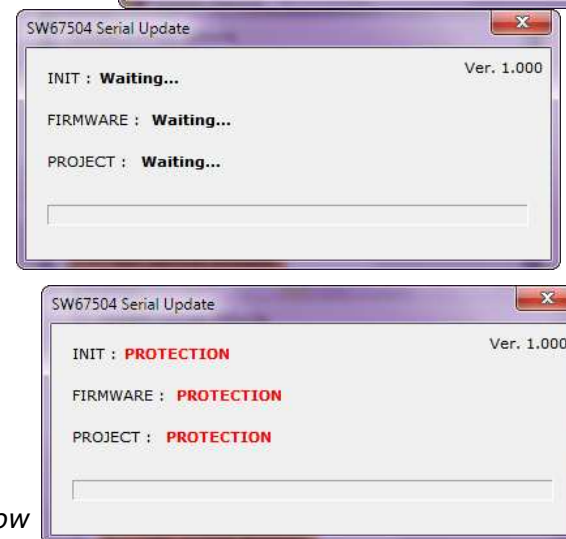 SW67504 Serial Update
Ver. 1.000
INIT : Waiting...
FIRMWARE : Waiting...
PROJECT : Waiting...
SW67504 Serial Update
Ver. 1.000
INIT : PROTECTION
FIRMWARE : PROTECTION
PROJECT : PROTECTION